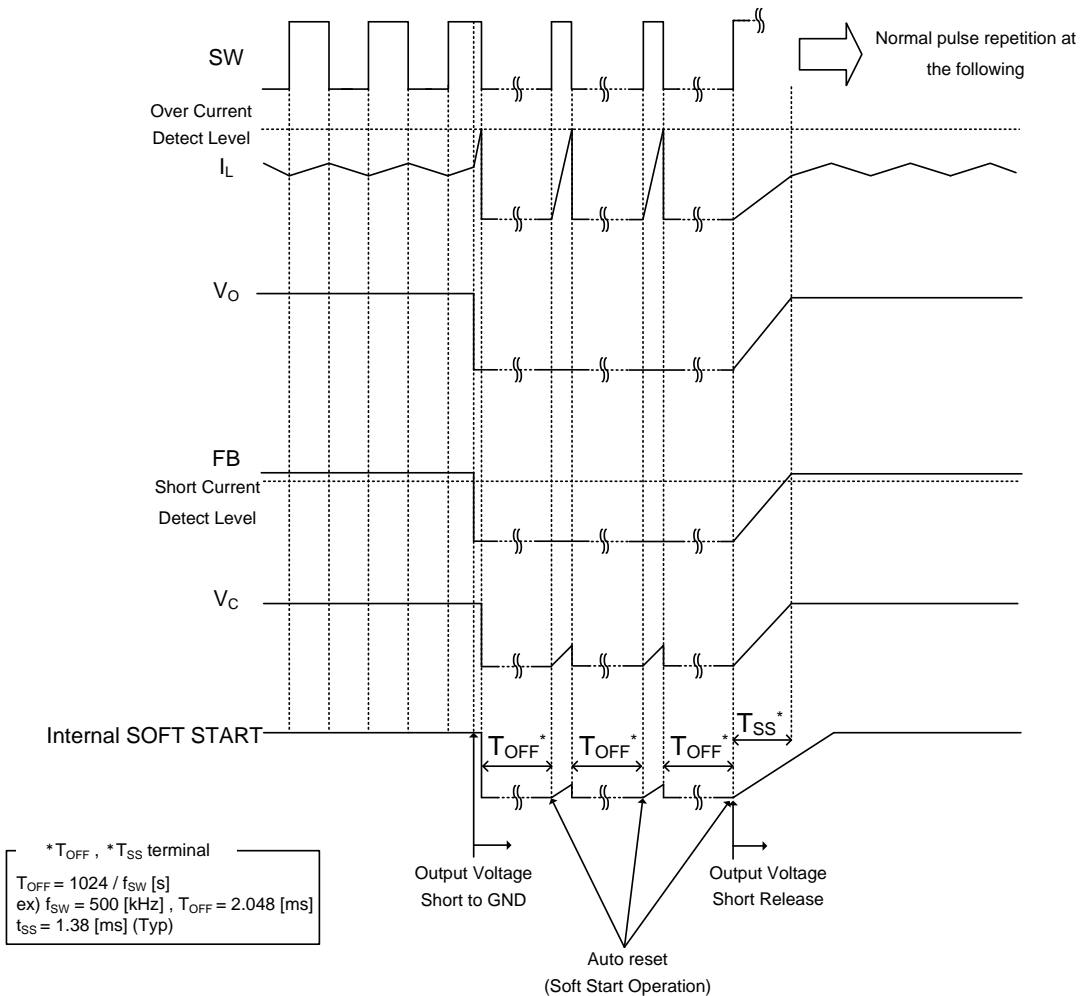 SW
Normal pulse repetition at
the following
Over Current
Detect Level
IL
VO
FB
Short Current
Detect Level
VC
Internal SOFT START
TOFF*
TOFF*
TOFF*
TSS*
*TOFF , *TSS terminal
TOFF = 1024 / fSW [s]
ex) fSW = 500 [kHz] , TOFF = 2.048 [ms]
tSS = 1.38 [ms] (Typ)
Output Voltage
Short to GND
Output Voltage
Short Release
Auto reset
(Soft Start Operation)